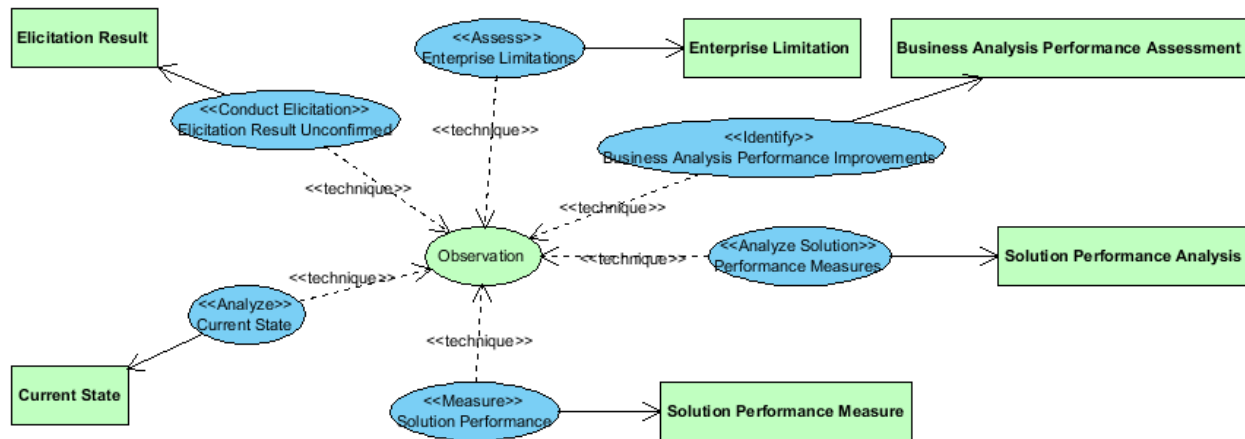 Elicitation Result
<<Assess>>
Enterprise Limitations
Enterprise Limitation
Business Analysis Performance Assessment
<<Conduct Elicitation>>
Elicitation Result Unconfirmed
<<technique>>
<<Identify>>
Business Analysis Performance Improvements
<<technique>>
<<technique>>
Observation
<<technique>>
<<Analyze Solution>>
Performance Measures
Solution Performance Analysis
<<technique>>
<<Analyze>>
Current State
<<technique>>
Current State
<<Measure>>
Solution Performance
Solution Performance Measure